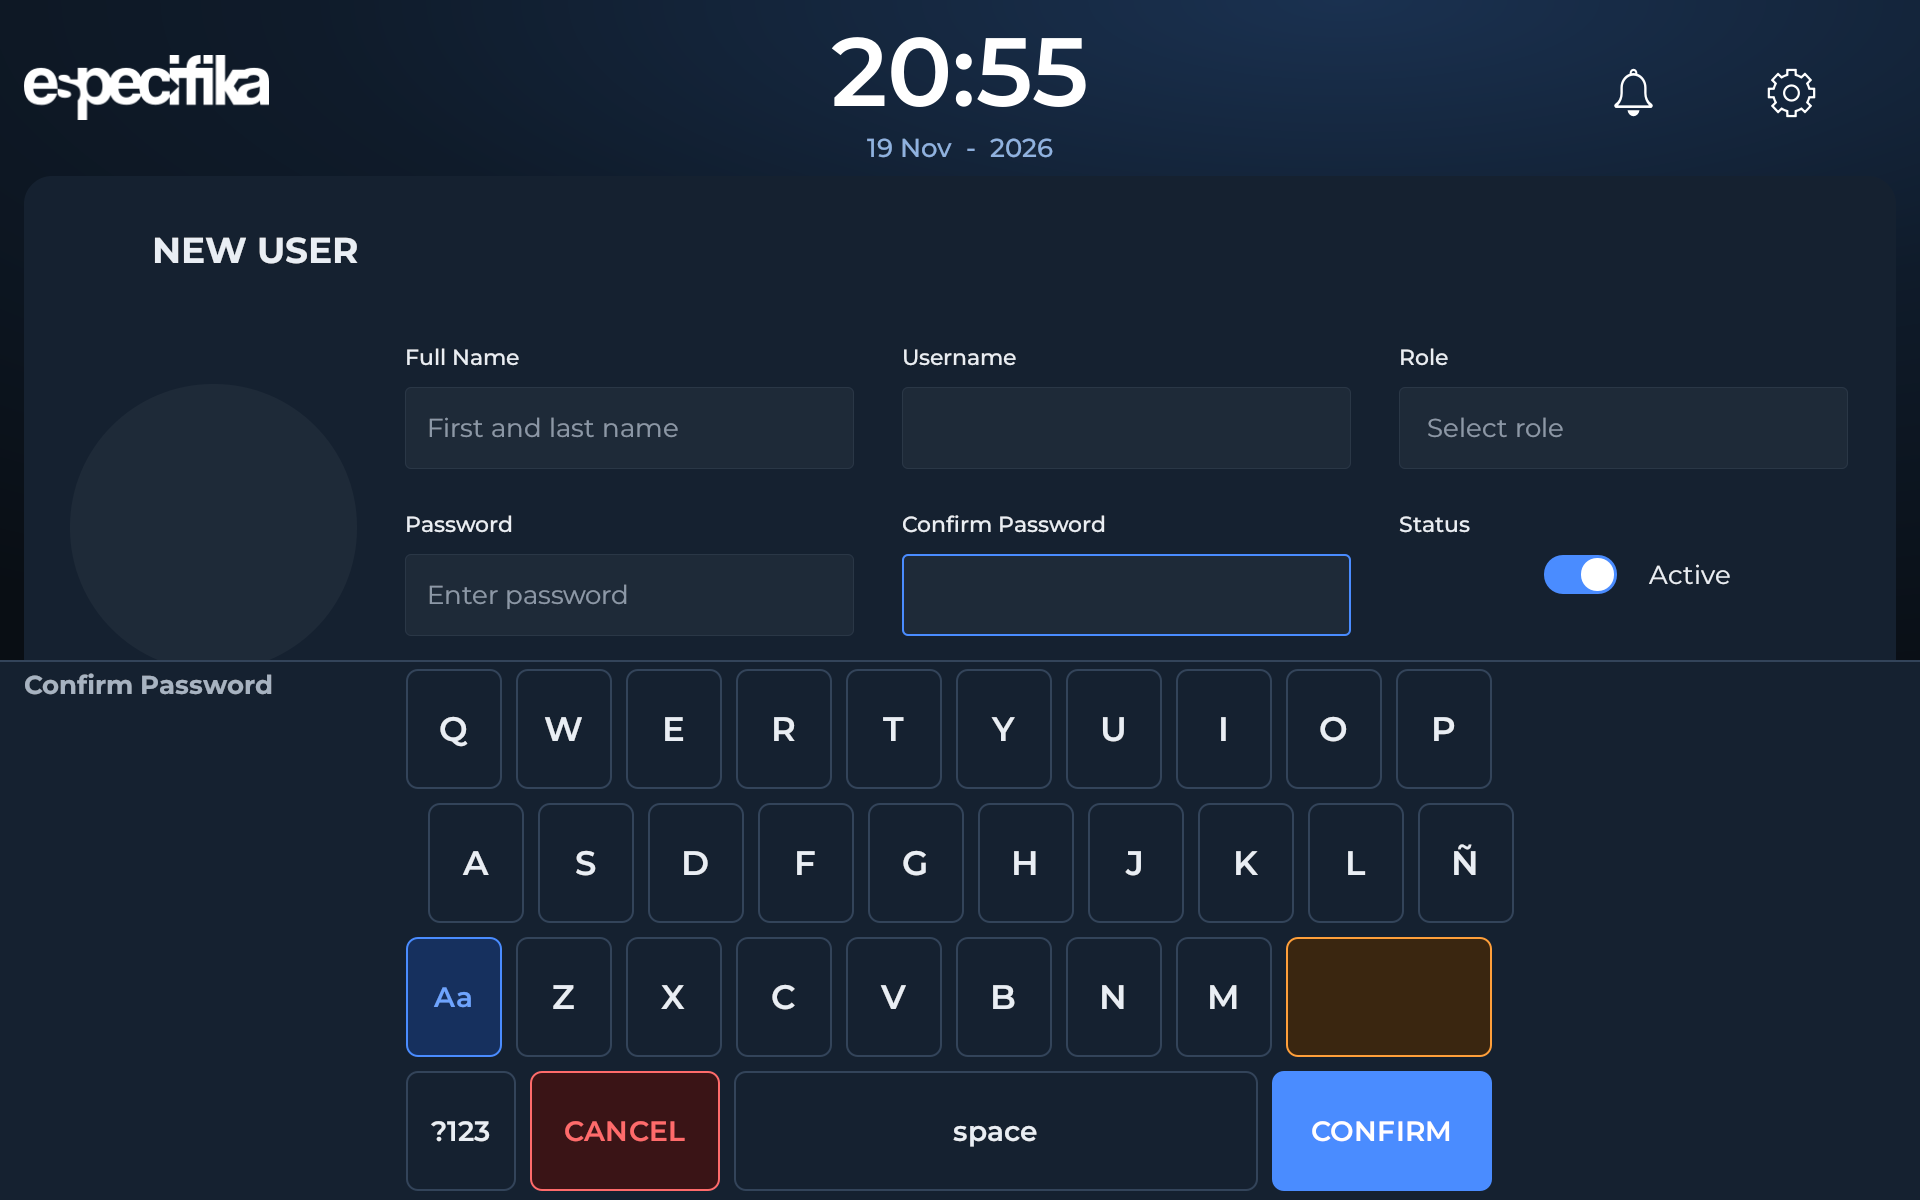 especifika
20:55
19 Nov - 2026
NEW USER
Full Name
Username
Role
First and last name
Select role
Password
Confirm Password
Status
Enter password
Active
Confirm Password
Q W E R T Y U I O P
A S D F G H J K L Ñ
Aa Z X C V B N M
?123 CANCEL space CONFIRM